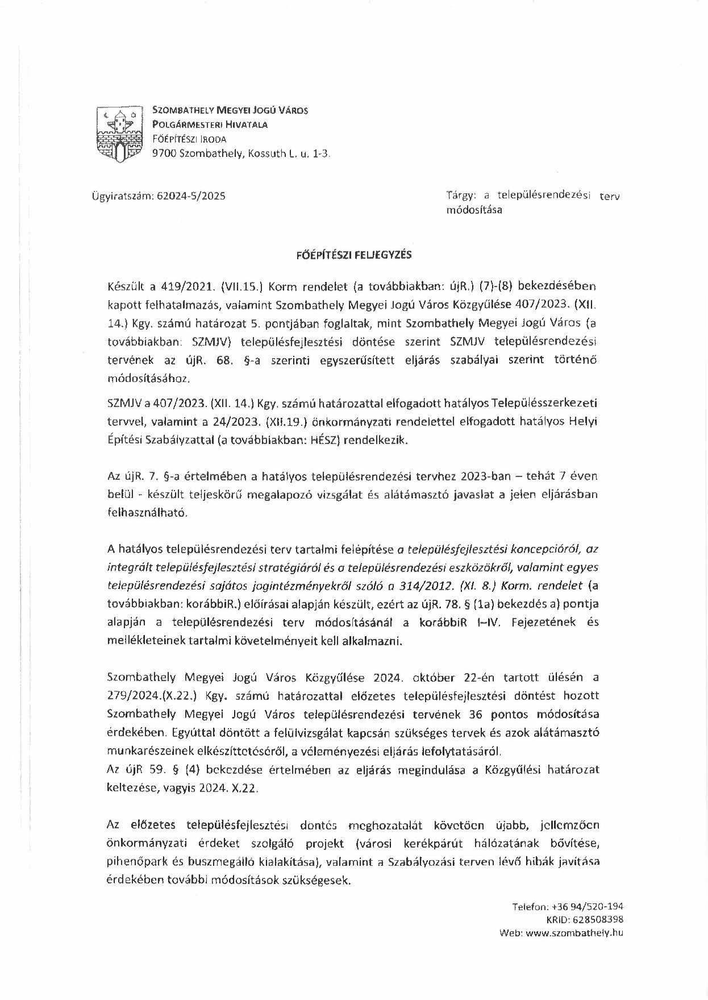 SZOMBATHELY MEGYEI JOGÚ VÁROS
POLGÁRMESTERI HIVATALA
FŐÉPÍTÉSZI IRODA
9700 Szombathely, Kossuth L. u. 1-3.
Ügyiratszám: 62024-5/2025
Tárgy: a településrendezési terv
módosítása
FŐÉPÍTÉSZI FELJEGYZÉS
Készült a 419/2021. (VII.15.) Korm rendelet (a továbbiakban: újR.) (7)-(8) bekezdésében
kapott felhatalmazás, valamint Szombathely Megyei Jogú Város Közgyűlése 407/2023. (XII.
14.) Kgy. számú határozat 5. pontjában foglaltak, mint Szombathely Megyei Jogú Város (a
továbbiakban: SZMJV) településfejlesztési döntése szerint SZMJV településrendezési
tervének az újR. 68. §-a szerinti egyszerűsített eljárás szabályai szerint történő
módosításához.
SZMJV a 407/2023. (XII. 14.) Kgy. számú határozattal elfogadott hatályos Településszerkezeti
tervvel, valamint a 24/2023. (XII.19.) önkormányzati rendelettel elfogadott hatályos Helyi
Építési Szabályzattal (a továbbiakban: HÉSZ) rendelkezik.
Az újR. 7. §-a értelmében a hatályos településrendezési tervhez 2023-ban – tehát 7 éven
belül - készült teljeskörű megalapozó vizsgálat és alátámasztó javaslat a jelen eljárásban
felhasználható.
A hatályos településrendezési terv tartalmi felépítése a településfejlesztési koncepcióról, az
integrált településfejlesztési stratégiáról és a településrendezési eszközökről, valamint egyes
településrendezési sajátos jogintézményekről szóló a 314/2012. (XI. 8.) Korm. rendelet (a
továbbiakban: korábbiR.) előírásai alapján készült, ezért az újR. 78. § (1a) bekezdés a) pontja
alapján a településrendezési terv módosításánál a korábbiR I–IV. Fejezetének és
mellékleteinek tartalmi követelményeit kell alkalmazni.
Szombathely Megyei Jogú Város Közgyűlése 2024. október 22-én tartott ülésén a
279/2024.(X.22.) Kgy. számú határozattal előzetes településfejlesztési döntést hozott
Szombathely Megyei Jogú Város településrendezési tervének 36 pontos módosítása
érdekében. Egyúttal döntött a felülvizsgálat kapcsán szükséges tervek és azok alátámasztó
munkarészeinek elkészíttetéséről, a véleményezési eljárás lefolytatásáról.
Az újR 59. § (4) bekezdése értelmében az eljárás megindulása a Közgyűlési határozat
keltezése, vagyis 2024. X.22.
Az előzetes településfejlesztési döntés meghozatalát követően újabb, jellemzően
önkormányzati érdeket szolgáló projekt (városi kerékpárút hálózatának bővítése,
pihenőpark és buszmegálló kialakítása), valamint a Szabályozási terven lévő hibák javítása
érdekében további módosítások szükségesek.
Telefon: +36 94/520-194
KRID: 628508398
Web: www.szombathely.hu